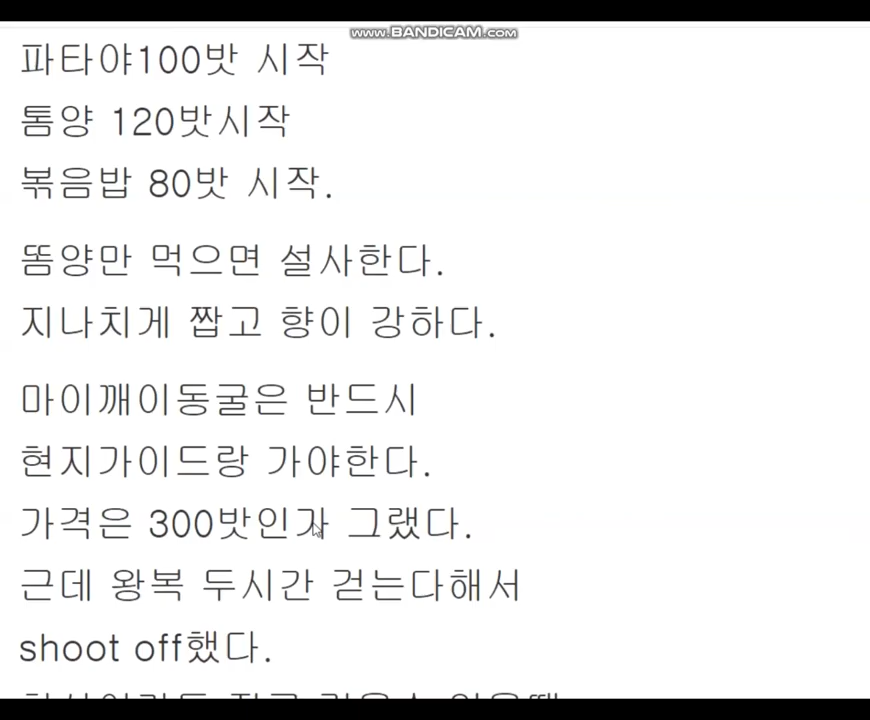 www.BANDICAM.com
파타야100밧 시작
톰양 120밧시작
볶음밥 80밧 시작.
똠양만 먹으면 설사한다.
지나치게 짭고 향이 강하다.
마이깨이동굴은 반드시
현지가이드랑 가야한다.
가격은 300밧인가 그랬다.
근데 왕복 두시간 걷는다해서
shoot off했다.